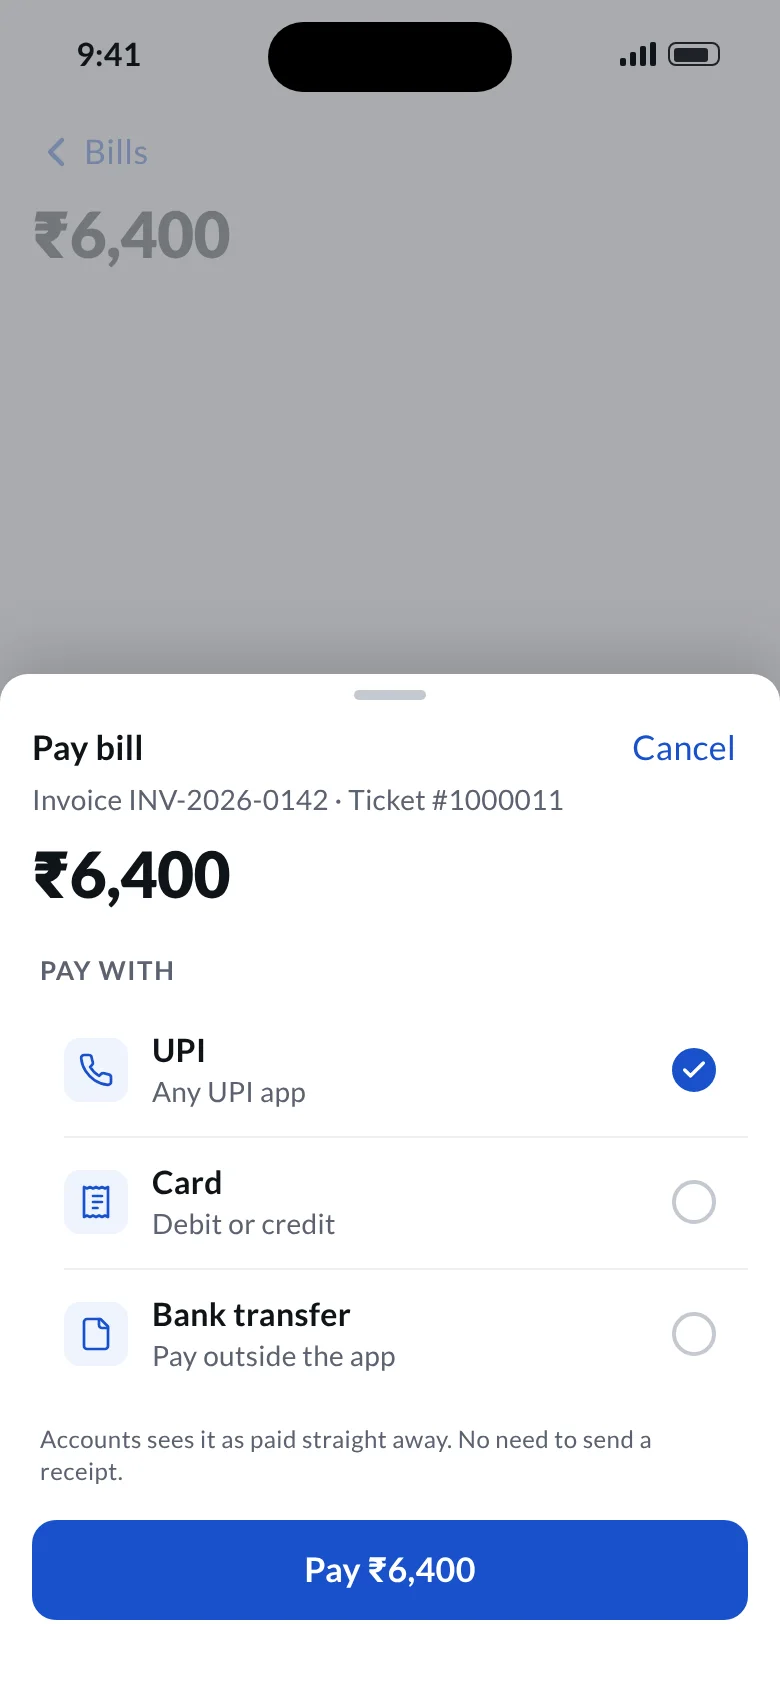 9:41
Bills
₹6,400
Pay bill
Cancel
Invoice INV-2026-0142 · Ticket #1000011
₹6,400
PAY WITH
UPI
Any UPI app
Card
Debit or credit
Bank transfer
Pay outside the app
Accounts sees it as paid straight away. No need to send a
receipt.
Pay ₹6,400